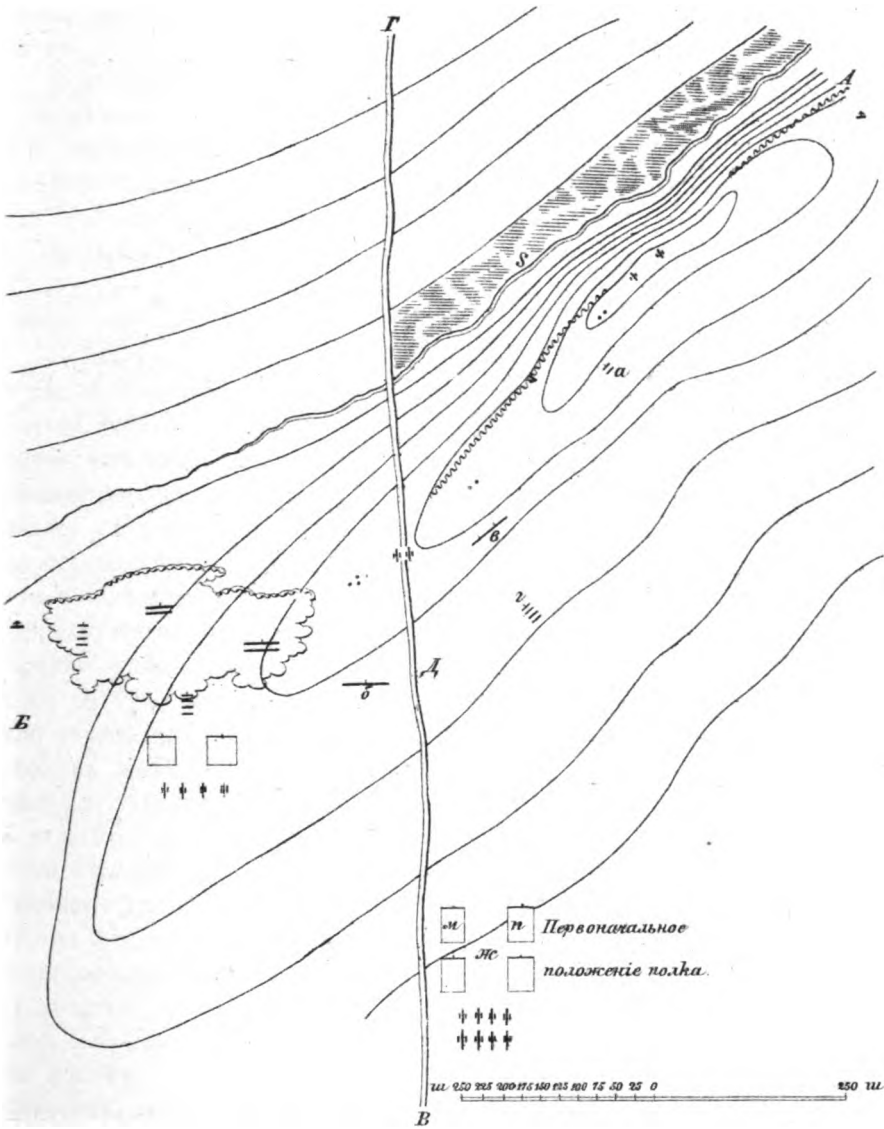 Г
А
S
а
в
г
Д
о
Б
м
п
Первоначальное
ж
положеніе полка.
ш 250 225 200 175 150 125 100 75 50 25 0 250 ш
В